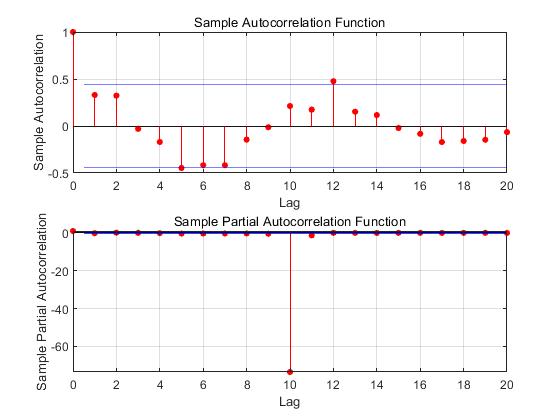 Sample Autocorrelation Function
1
0.5
0
-0.5
Sample Autocorrelation
0 2 4 6 8 10 12 14 16 18 20
Lag
Sample Partial Autocorrelation Function
0
-20
-40
-60
Sample Partial Autocorrelation
0 2 4 6 8 10 12 14 16 18 20
Lag